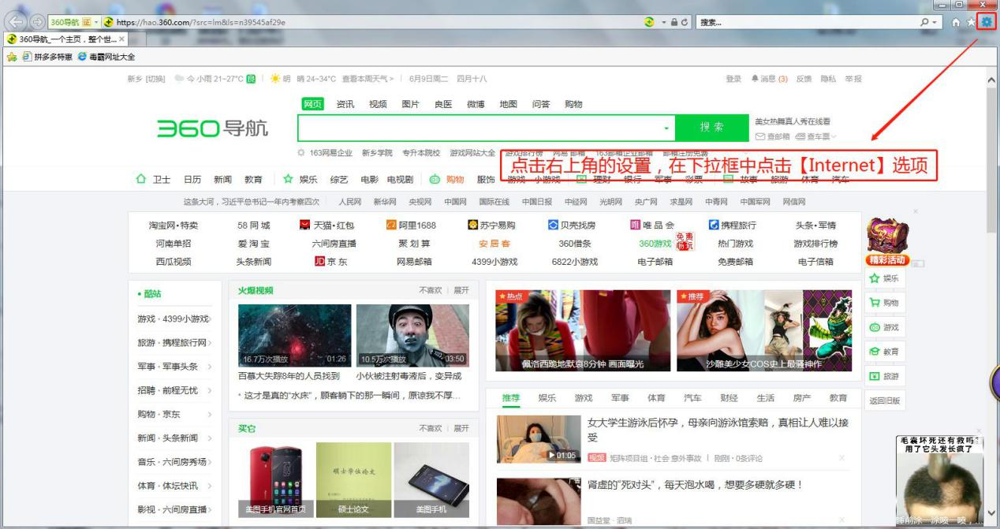 360导航 证 https://hao.360.com/?src=lm&ls=n39545af29e 搜索...
360导航_一个主页，整个世...
拼多多特惠 毒霸网址大全
新乡 [切换] 今 小雨 21~27°C 良 明 晴 24~34°C 查看本周天气 > 6月9日周二 四月十八 登录 消息 (3) 反馈 隐私 举报
网页 资讯 视频 图片 良医 微博 地图 问答 购物
360导航 搜索 美女热舞真人秀在线看
查邮箱 查车票
163网易企业 新乡学院 专升本院校 游戏网站大全 游戏排行榜 网易 邮箱 163邮箱企业邮箱 邮箱注册免费
点击右上角的设置，在下拉框中点击【Internet】选项
卫士 日历 新闻 教育 娱乐 综艺 电影 电视剧 购物 服饰 游戏 小游戏 理财 银行 军事 彩票 故事 旅游 体育 汽车
这条大河，习近平总书记一年内考察四次 人民网 新华网 央视网 中国网 国际在线 中国日报 中经网 光明网 央广网 求是网 中青网 中国军网 网信网
淘宝网•特卖 58 同 城 天猫•红包 阿里1688 苏宁易购 贝壳找房 唯 唯 品 会 携程旅行 头条•军情
河南单招 爱 淘 宝 六间房直播 聚 划 算 安 居 客 360借条 360游戏 免费畅玩 热门游戏 游戏排行榜
西瓜视频 头条新闻 JD 京 东 网易邮箱 4399小游戏 6822小游戏 电子邮箱 免费邮箱 电子信箱
精彩活动
娱乐
购物
游戏
教育
旅游
返回旧版
• 酷站
游戏 · 4399小游戏
旅游 · 携程旅行网
军事 · 军事头条
招聘 · 前程无忧
购物 · 京东
新闻 · 头条新闻
音乐 · 六间房秀场
体育 · 体坛快讯
影视 · 六间房直播
火爆视频 不喜欢 展开
16.7万次播放 01:26 10.5万次播放 03:50
百慕大失踪8年的人员找到 小伙被注射毒液后，变异成
· 这才是真的“水床”，顾客躺下的那一瞬间，原谅我不厚...
买它 不喜欢 展开
美图手机官网首页 硕士学位论文 硕士论文 美图手机
热点 推荐
佩洛西跪地默哀8分钟 画面曝光 沙雕美少女COS史上最骚神作
推荐 娱乐 游戏 军事 体育 汽车 财经 生活 房产 教育
01:05
女大学生游泳后怀孕，母亲向游泳馆索赔，真相让人难以接
受
视频 矩阵项目组 · 社会 意外事故 刚刚 · 0条评论
广告
肾虚的“死对头”，每天泡水喝，想要多硬就多硬！
国益堂 · 泗瑞
毛囊坏死还有救吗？
用了它头发长疯了
睡前涂一涂喷一喷，